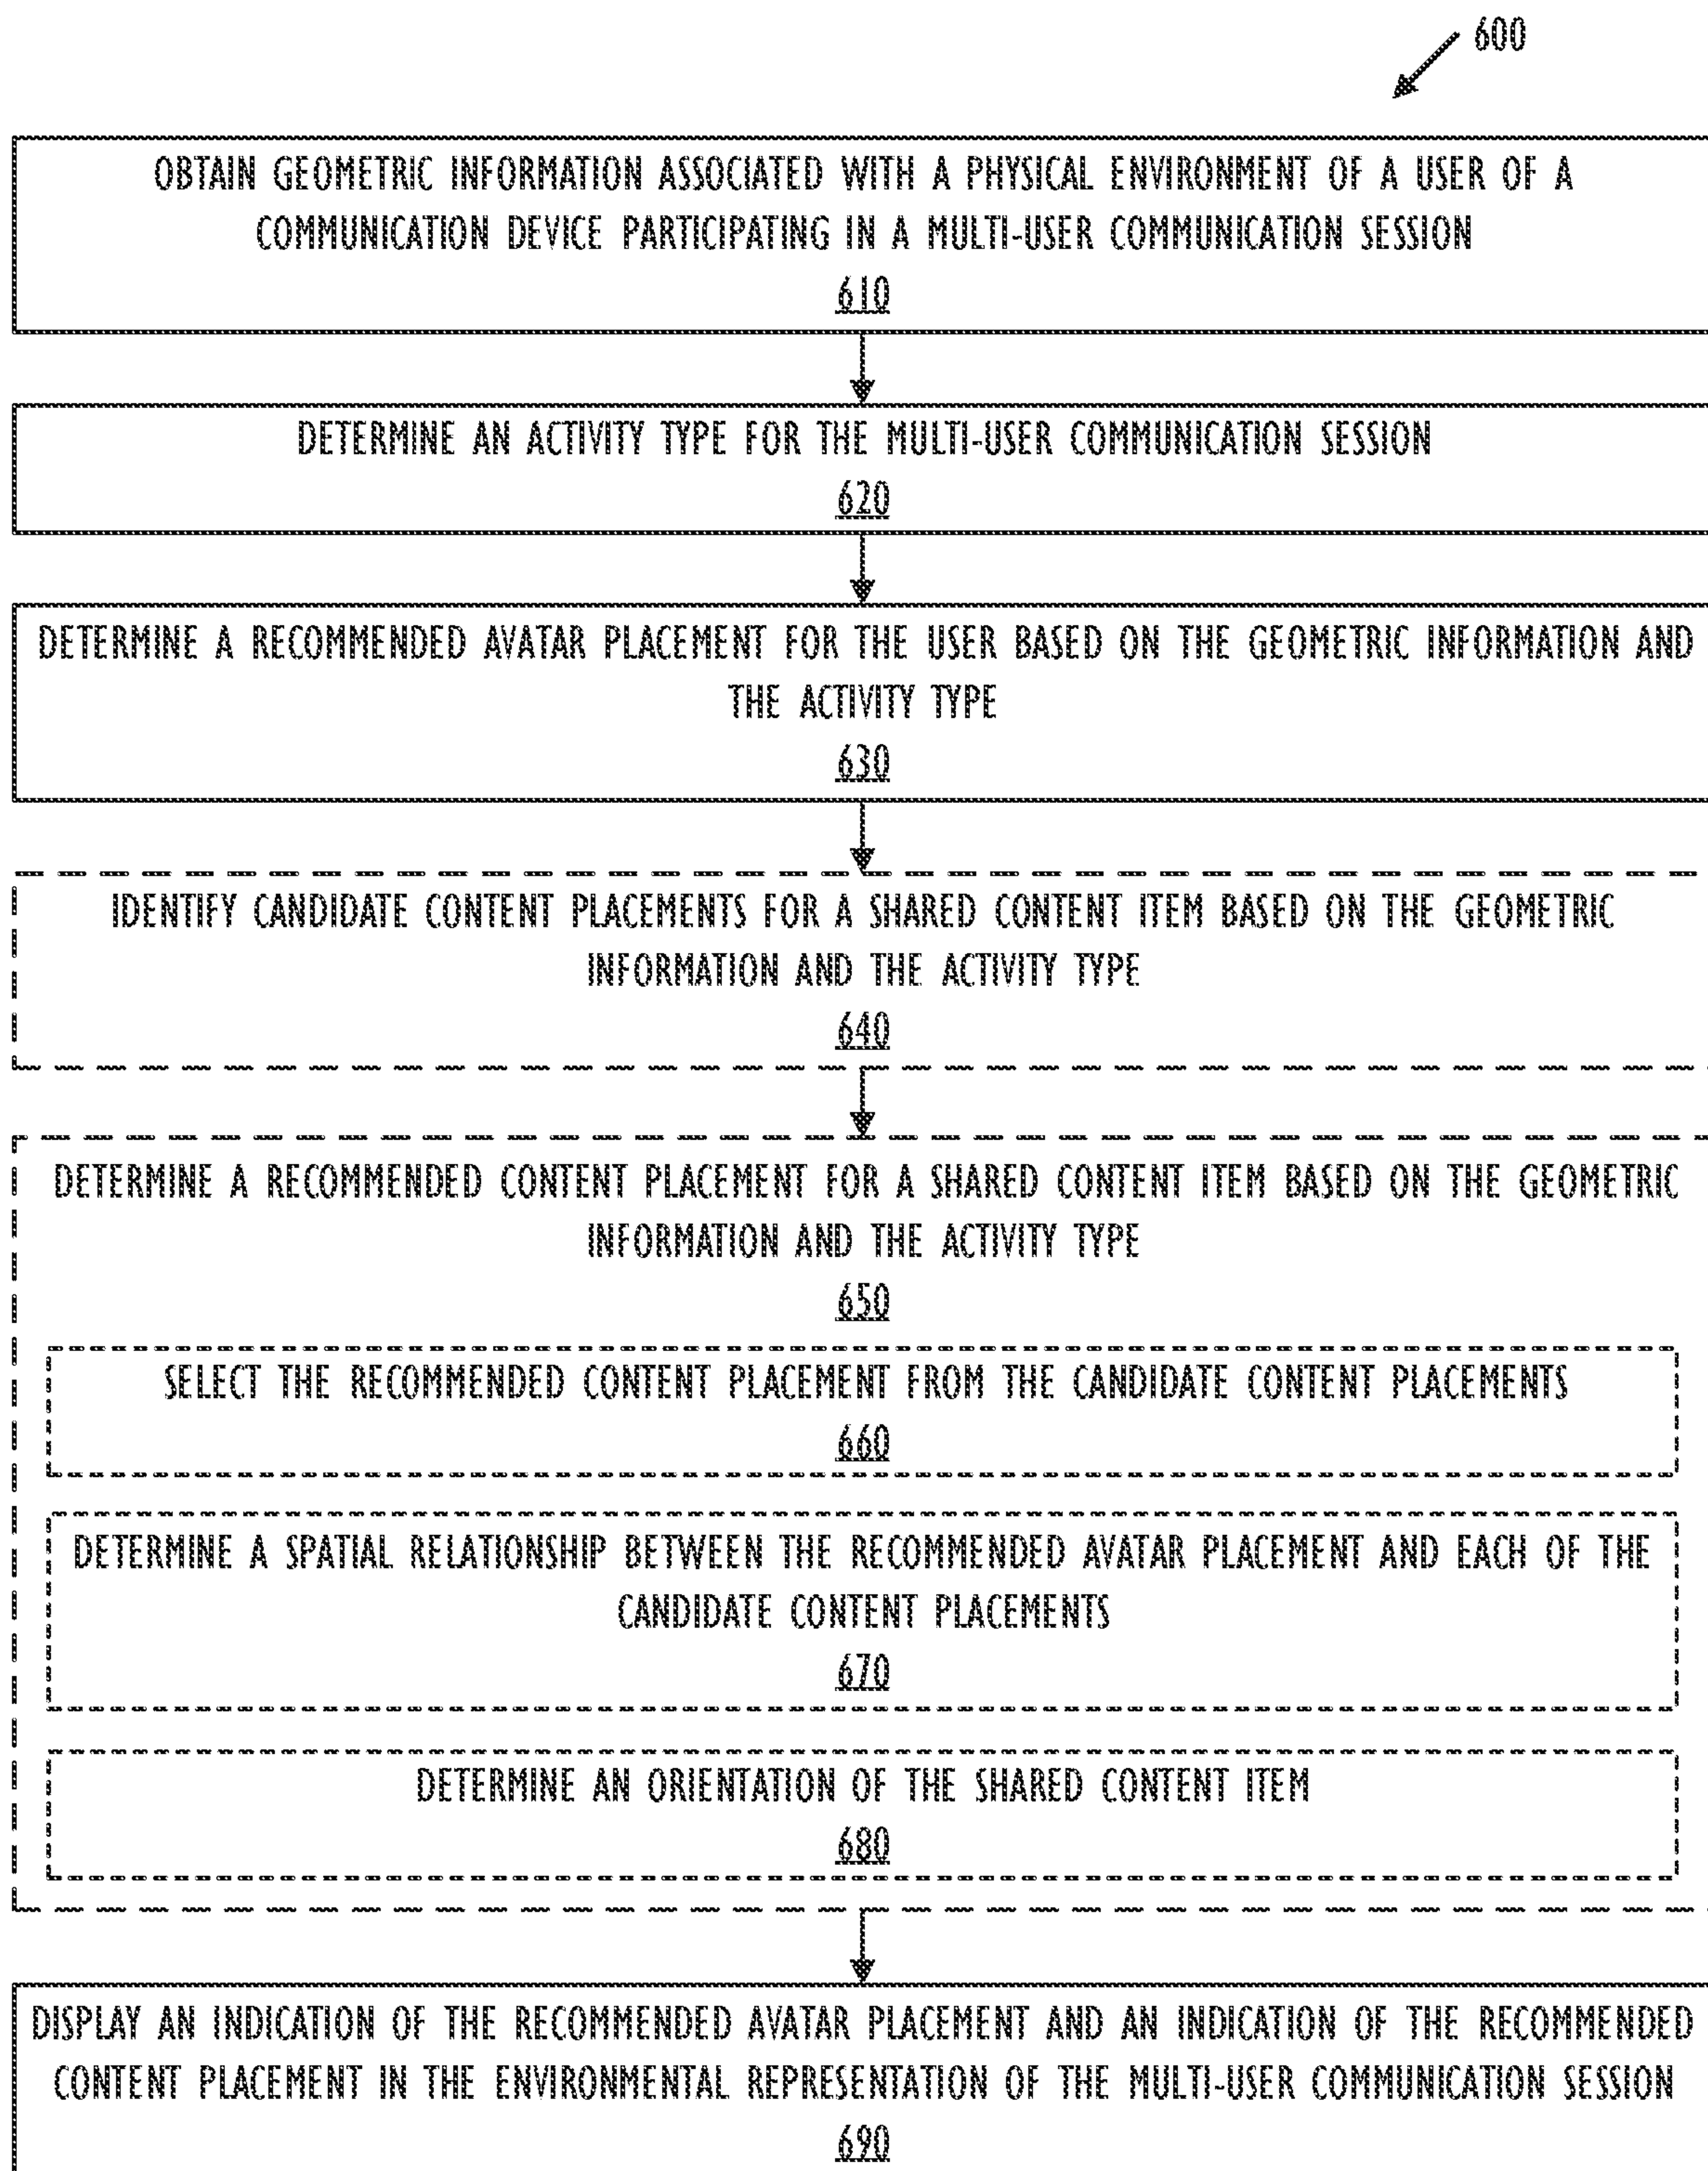 600
OBTAIN GEOMETRIC INFORMATION ASSOCIATED WITH A PHYSICAL ENVIRONMENT OF A USER OF A
COMMUNICATION DEVICE PARTICIPATING IN A MULTI-USER COMMUNICATION SESSION
610
DETERMINE AN ACTIVITY TYPE FOR THE MULTI-USER COMMUNICATION SESSION
620
DETERMINE A RECOMMENDED AVATAR PLACEMENT FOR THE USER BASED ON THE GEOMETRIC INFORMATION AND
THE ACTIVITY TYPE
630
IDENTIFY CANDIDATE CONTENT PLACEMENTS FOR A SHARED CONTENT ITEM BASED ON THE GEOMETRIC
INFORMATION AND THE ACTIVITY TYPE
640
DETERMINE A RECOMMENDED CONTENT PLACEMENT FOR A SHARED CONTENT ITEM BASED ON THE GEOMETRIC
INFORMATION AND THE ACTIVITY TYPE
650
SELECT THE RECOMMENDED CONTENT PLACEMENT FROM THE CANDIDATE CONTENT PLACEMENTS
660
DETERMINE A SPATIAL RELATIONSHIP BETWEEN THE RECOMMENDED AVATAR PLACEMENT AND EACH OF THE
CANDIDATE CONTENT PLACEMENTS
670
DETERMINE AN ORIENTATION OF THE SHARED CONTENT ITEM
680
DISPLAY AN INDICATION OF THE RECOMMENDED AVATAR PLACEMENT AND AN INDICATION OF THE RECOMMENDED
CONTENT PLACEMENT IN THE ENVIRONMENTAL REPRESENTATION OF THE MULTI-USER COMMUNICATION SESSION
690